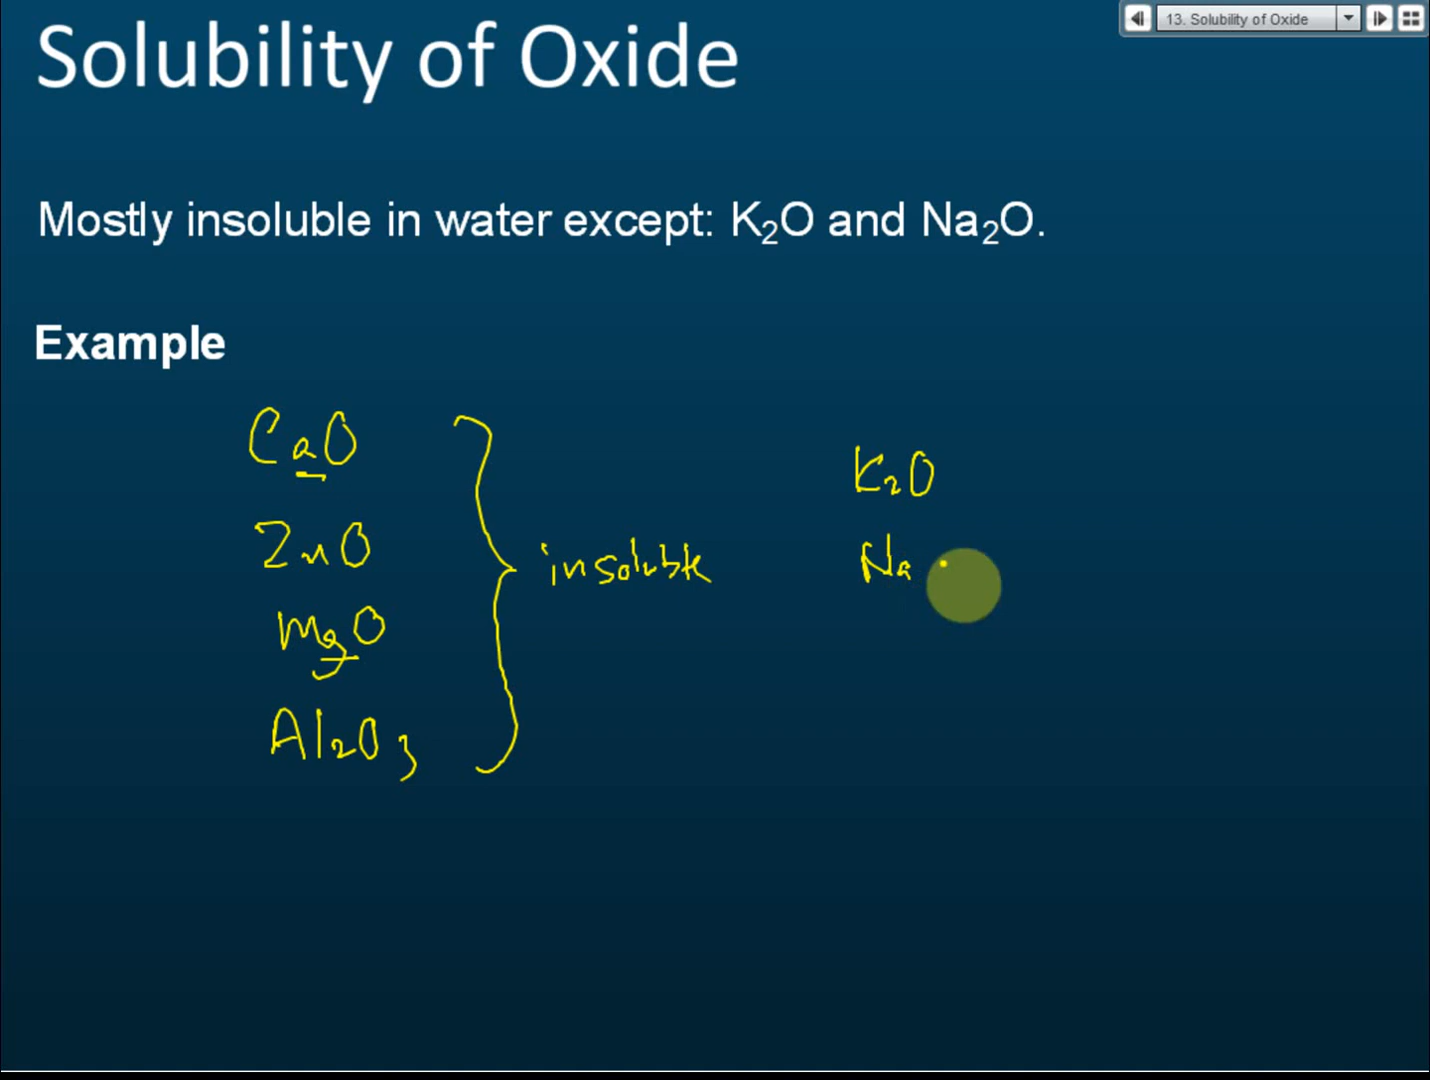 13. Solubility of Oxide
Solubility of Oxide
Mostly insoluble in water except: K₂O and Na₂O.
Example
CaO
ZnO
MgO
Al₂O₃
insoluble
K₂O
Na